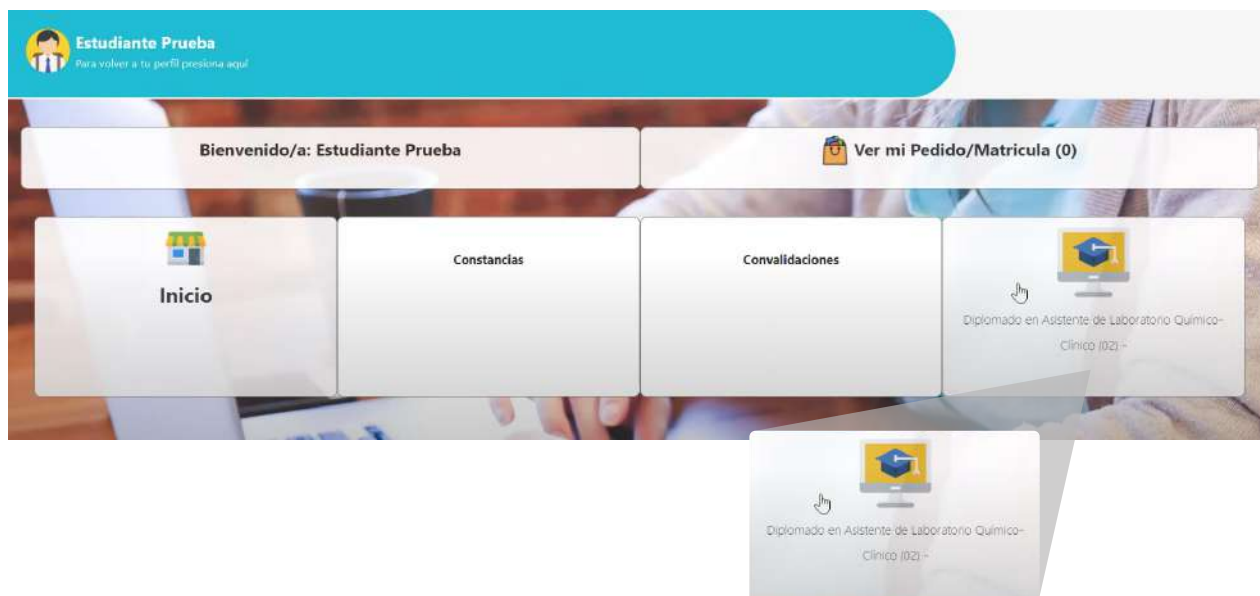 Estudiante Prueba
Para volver a tu perfil presiona aquí
Bienvenido/a: Estudiante Prueba
Ver mi Pedido/Matricula (0)
Inicio
Constancias
Convalidaciones
Diplomado en Asistente de Laboratorio Químico-
Clínico (02) -
Diplomado en Asistente de Laboratorio Químico-
Clínico (02) -